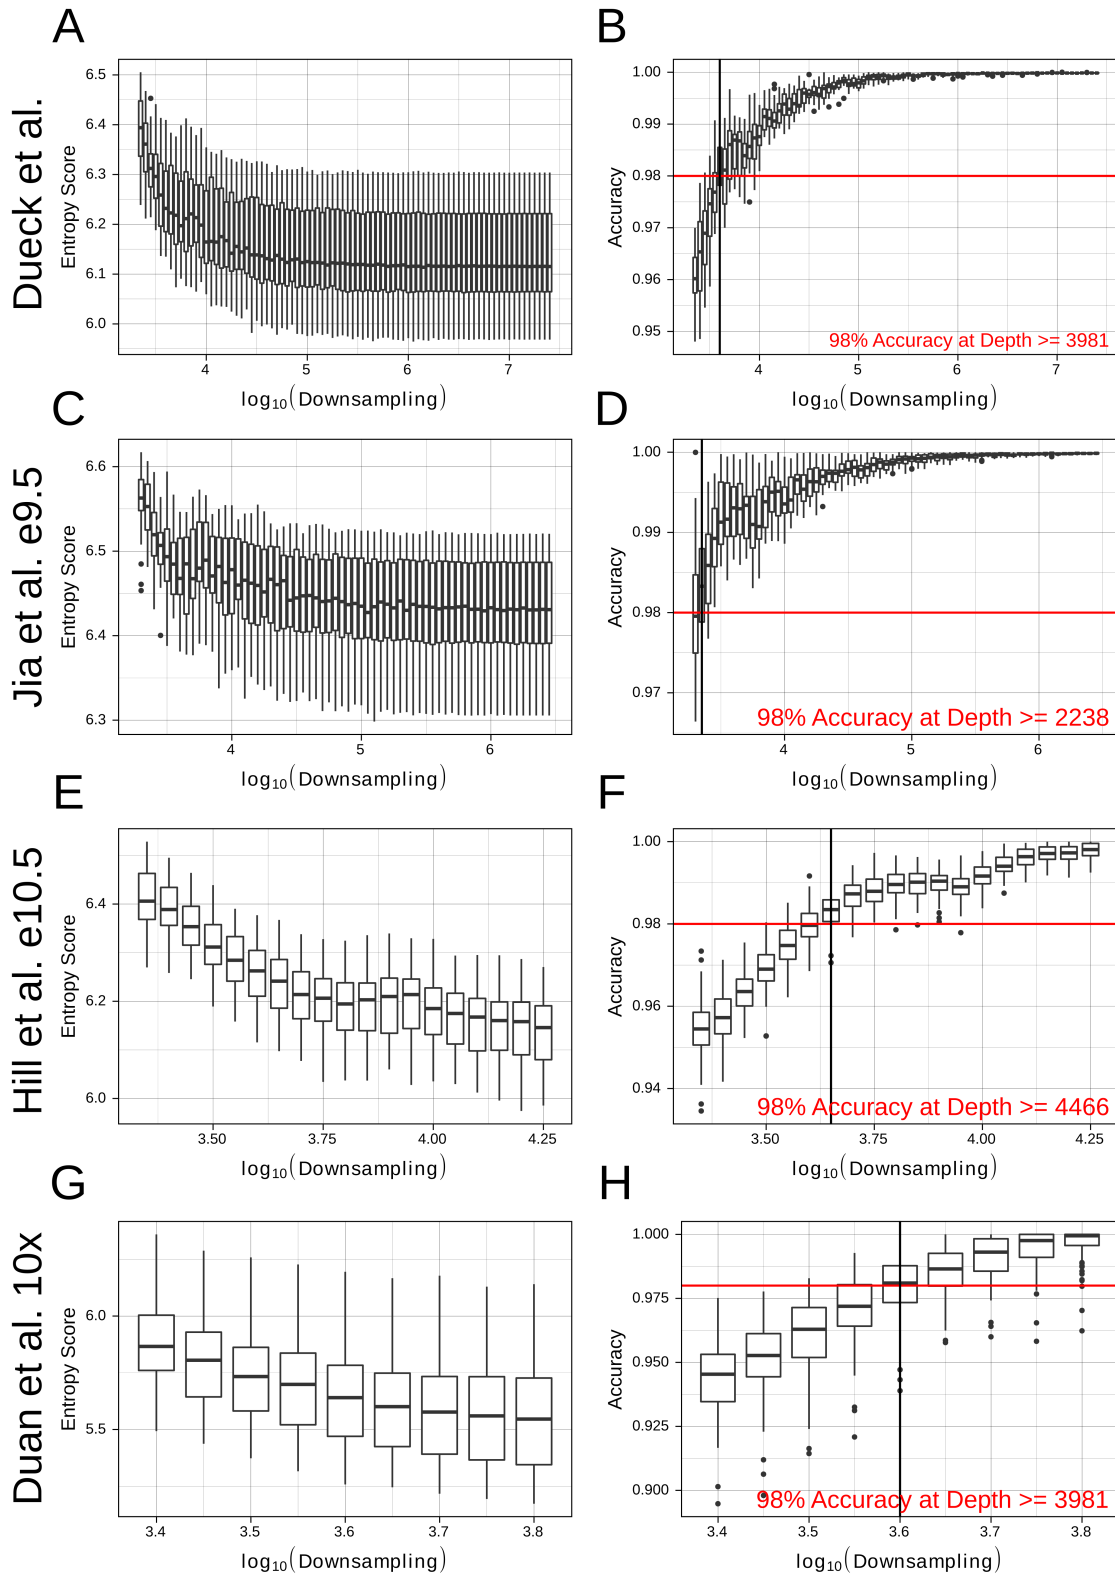 A
B
Dueck et al.
Entropy Score
6.5
6.4
6.3
6.2
6.1
6.0
4
5
6
7
log10(Downsampling)
Accuracy
1.00
0.99
0.98
0.97
0.96
0.95
98% Accuracy at Depth >= 3981
4
5
6
7
log10(Downsampling)
C
D
Jia et al. e9.5
Entropy Score
6.6
6.5
6.4
6.3
4
5
6
log10(Downsampling)
Accuracy
1.00
0.99
0.98
0.97
98% Accuracy at Depth >= 2238
4
5
6
log10(Downsampling)
E
F
Hill et al. e10.5
Entropy Score
6.4
6.2
6.0
3.50
3.75
4.00
4.25
log10(Downsampling)
Accuracy
1.00
0.98
0.96
0.94
98% Accuracy at Depth >= 4466
3.50
3.75
4.00
4.25
log10(Downsampling)
G
H
Duan et al. 10x
Entropy Score
6.0
5.5
3.4
3.5
3.6
3.7
3.8
log10(Downsampling)
Accuracy
1.000
0.975
0.950
0.925
0.900
98% Accuracy at Depth >= 3981
3.4
3.5
3.6
3.7
3.8
log10(Downsampling)